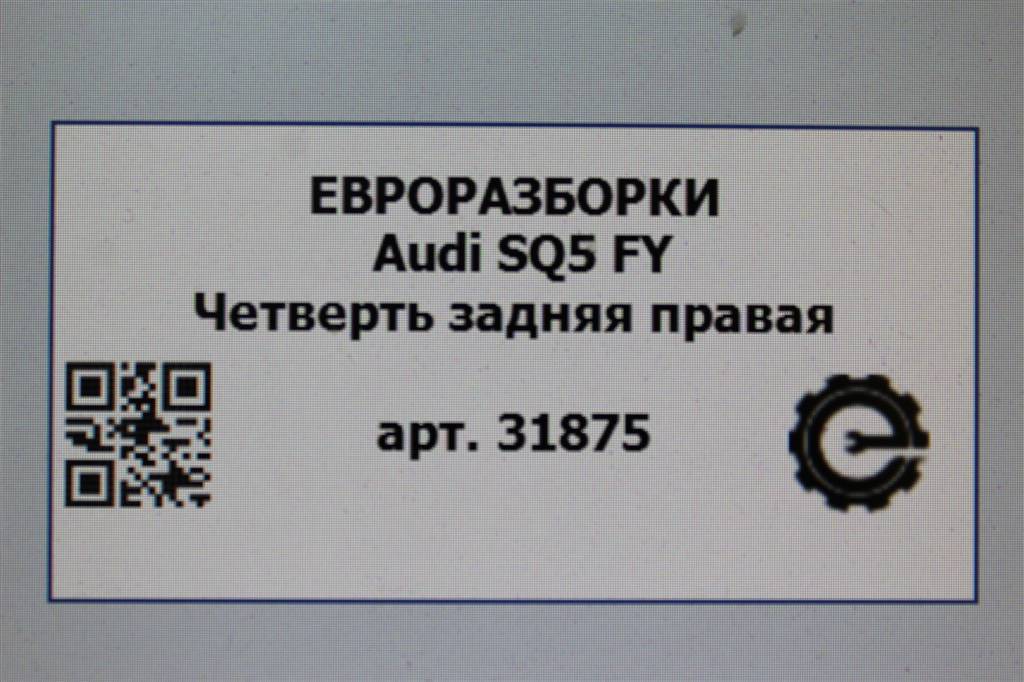 ЕВРОРАЗБОРКИ
Audi SQ5 FY
Четверть задняя правая
арт. 31875